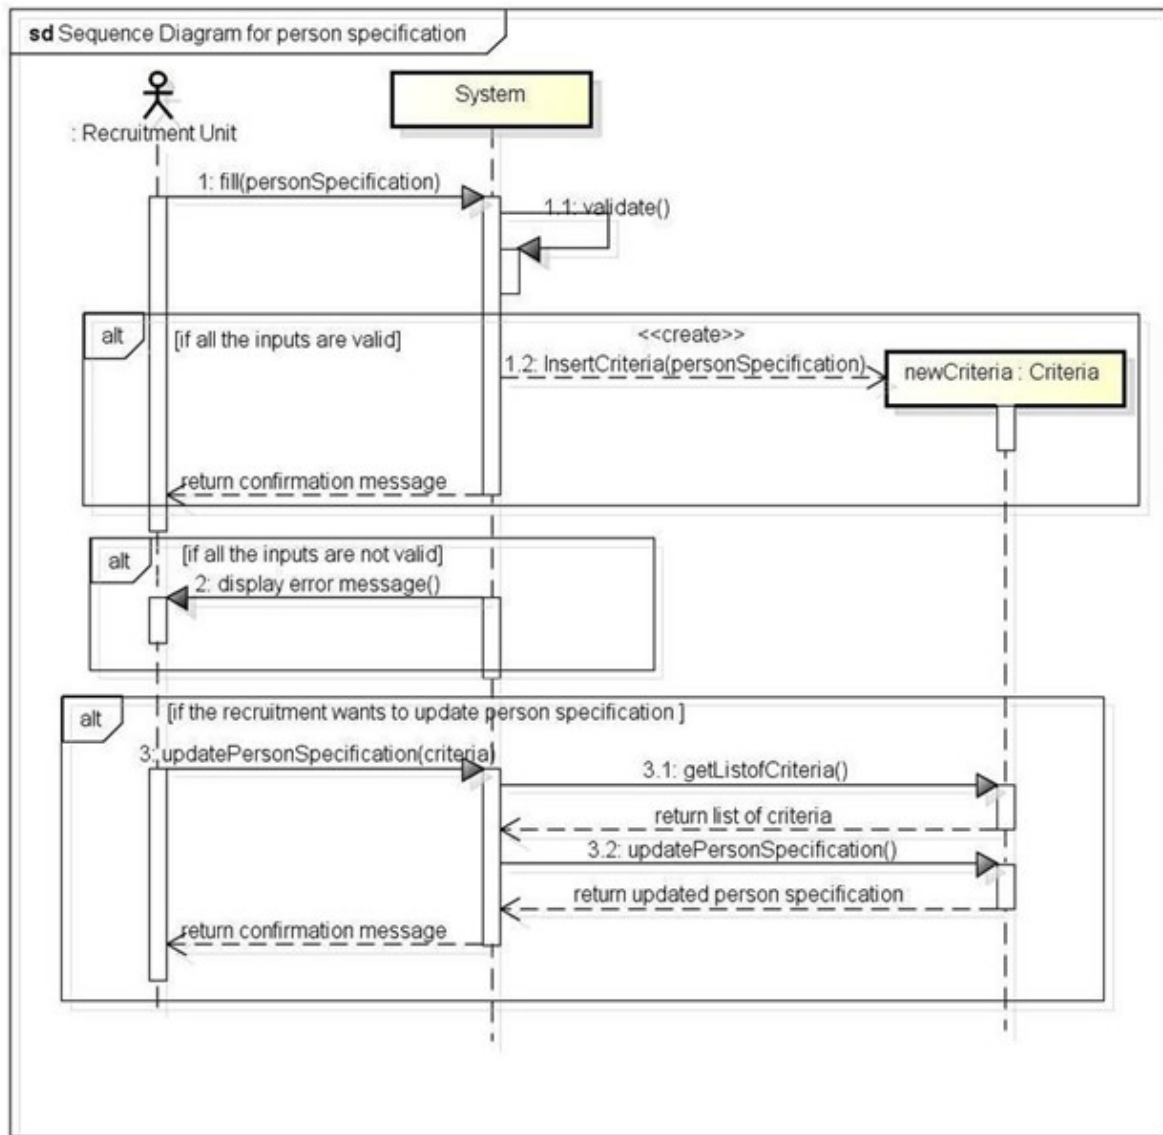 sd Sequence Diagram for person specification
System
: Recruitment Unit
1: fill(personSpecification)
1.1: validate()
alt
[if all the inputs are valid]
<<create>>
1.2: InsertCriteria(personSpecification)
newCriteria : Criteria
return confirmation message
alt
[if all the inputs are not valid]
2: display error message()
alt
[if the recruitment wants to update person specification ]
3: updatePersonSpecification(criteria)
3.1: getListofCriteria()
return list of criteria
3.2: updatePersonSpecification()
return updated person specification
return confirmation message